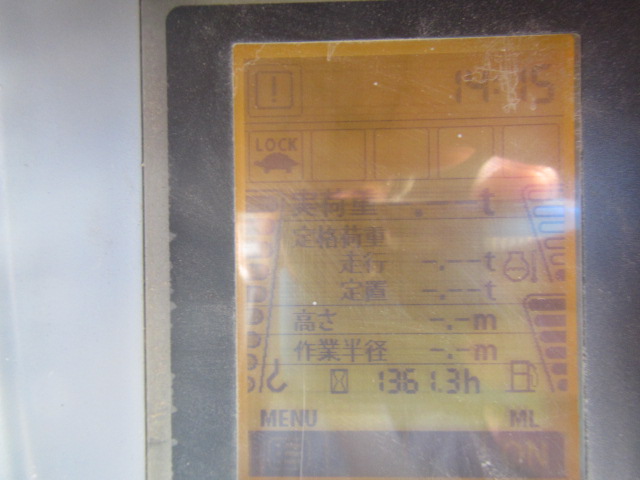 19:15
LOCK
実荷重 -.--t
定格荷重
走行 -.--t
定置 -.--t
高さ -.-m
作業半径 -.-m
1361.3h
MENU ML